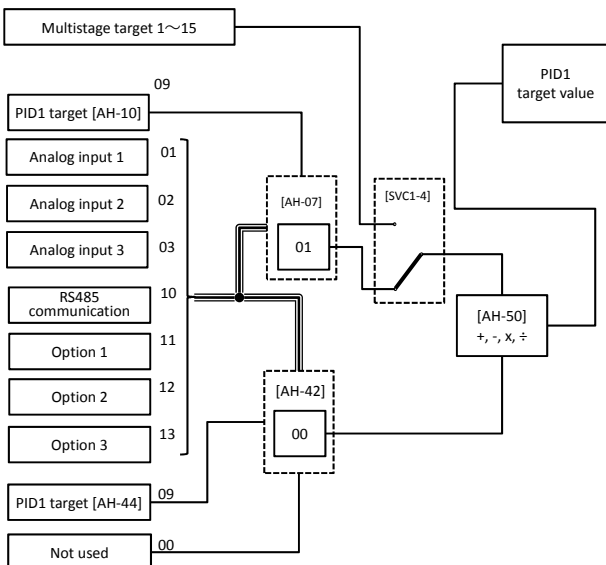 Multistage target 1～15
09
PID1 target [AH-10]
Analog input 1
01
Analog input 2
02
Analog input 3
03
RS485
communication
10
Option 1
11
Option 2
12
Option 3
13
PID1 target [AH-44]
09
Not used
00
[AH-07]
01
[AH-42]
00
[SVC1-4]
[AH-50]
+, -, x, ÷
PID1
target value